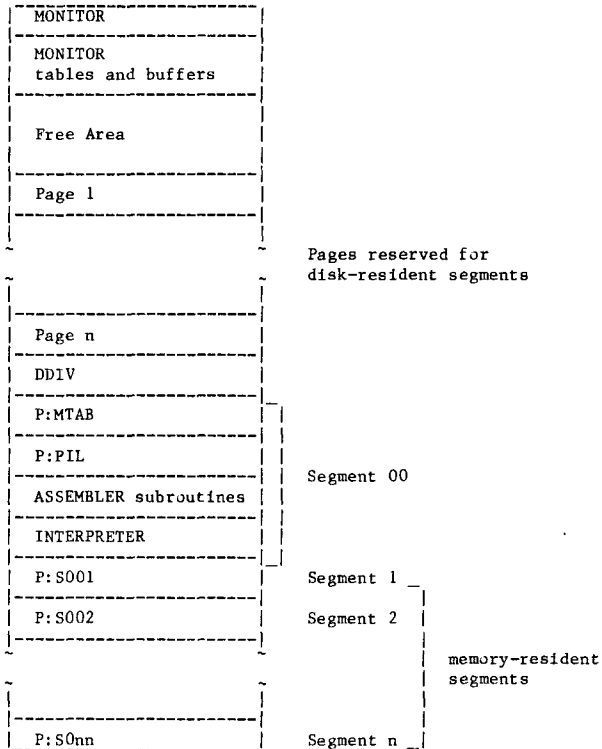 MONITOR
MONITOR
tables and buffers
Free Area
Page 1
Pages reserved for
disk-resident segments
Page n
DDIV
P:MTAB
P:PIL
Segment 00
ASSEMBLER subroutines
INTERPRETER
P:S001 Segment 1
P:S002 Segment 2
memory-resident
segments
P:S0nn Segment n